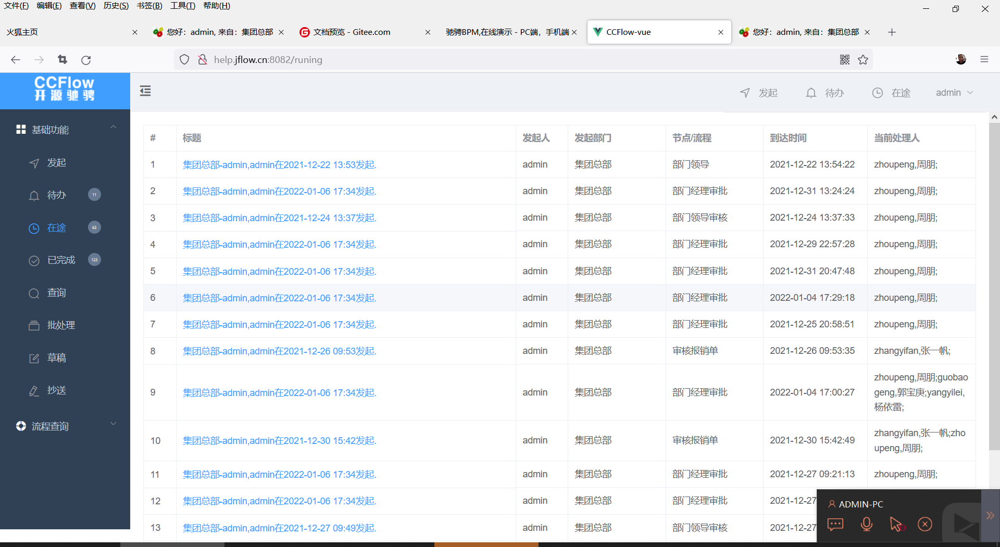 文件(F) 编辑(E) 查看(V) 历史(S) 书签(B) 工具(T) 帮助(H)
火狐主页 您好：admin, 来自：集团总部 文档预览 - Gitee.com 驰骋BPM,在线演示 - PC端，手机端 CCFlow-vue 您好：admin, 来自：集团总部
help.jflow.cn:8082/runing
CCFlow
开源驰骋
发起 待办 在途 admin
基础功能
发起
待办 11
在途 63
已完成 123
查询
批处理
草稿
抄送
流程查询
# 标题 发起人 发起部门 节点/流程 到达时间 当前处理人
1 集团总部-admin,admin在2021-12-22 13:53发起. admin 集团总部 部门领导 2021-12-22 13:54:22 zhoupeng,周朋;
2 集团总部-admin,admin在2022-01-06 17:34发起. admin 集团总部 部门经理审批 2021-12-31 13:24:24 zhoupeng,周朋;
3 集团总部-admin,admin在2021-12-24 13:37发起. admin 集团总部 部门领导审核 2021-12-24 13:37:33 zhoupeng,周朋;
4 集团总部-admin,admin在2022-01-06 17:34发起. admin 集团总部 部门经理审批 2021-12-29 22:57:28 zhoupeng,周朋;
5 集团总部-admin,admin在2022-01-06 17:34发起. admin 集团总部 部门经理审批 2021-12-31 20:47:48 zhoupeng,周朋;
6 集团总部-admin,admin在2022-01-06 17:34发起. admin 集团总部 部门经理审批 2022-01-04 17:29:18 zhoupeng,周朋;
7 集团总部-admin,admin在2022-01-06 17:34发起. admin 集团总部 部门经理审批 2021-12-25 20:58:51 zhoupeng,周朋;
8 集团总部-admin,admin在2021-12-26 09:53发起. admin 集团总部 审核报销单 2021-12-26 09:53:35 zhangyifan,张一帆;
9 集团总部-admin,admin在2022-01-06 17:34发起. admin 集团总部 部门经理审批 2022-01-04 17:00:27 zhoupeng,周朋;guobao
geng,郭宝庚;yangyilei,
杨依雷;
10 集团总部-admin,admin在2021-12-30 15:42发起. admin 集团总部 审核报销单 2021-12-30 15:42:49 zhangyifan,张一帆;zho
upeng,周朋;
11 集团总部-admin,admin在2022-01-06 17:34发起. admin 集团总部 部门经理审批 2021-12-27 09:21:13 zhoupeng,周朋;
12 集团总部-admin,admin在2022-01-06 17:34发起. admin 集团总部 部门经理审批 2021-12-27
13 集团总部-admin,admin在2021-12-27 09:49发起. admin 集团总部 部门领导审核 2021-12-27
ADMIN-PC